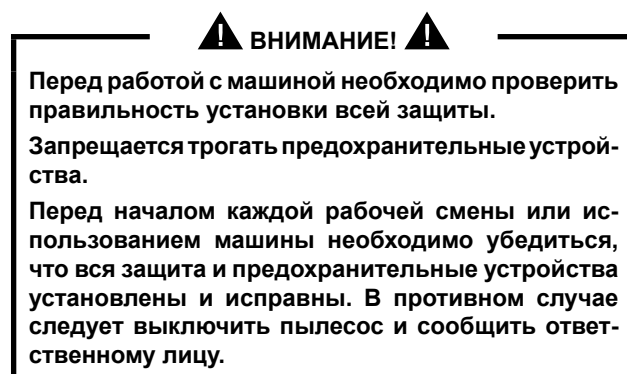 ВНИМАНИЕ!
Перед работой с машиной необходимо проверить
правильность установки всей защиты.
Запрещается трогать предохранительные устрой-
ства.
Перед началом каждой рабочей смены или ис-
пользованием машины необходимо убедиться,
что вся защита и предохранительные устройства
установлены и исправны. В противном случае
следует выключить пылесос и сообщить ответ-
ственному лицу.